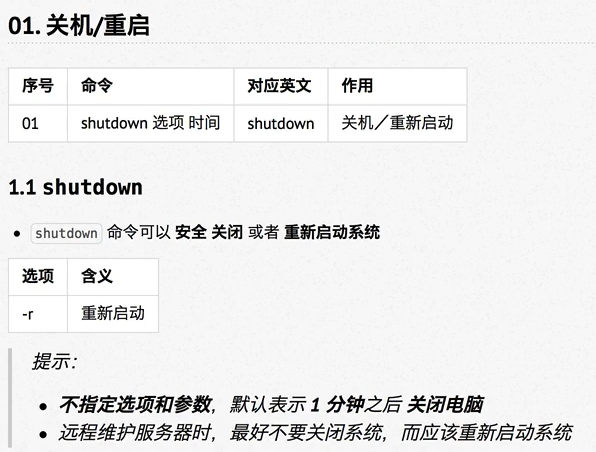 01. 关机/重启
序号 命令 对应英文 作用
01 shutdown 选项 时间 shutdown 关机／重新启动
1.1 shutdown
• shutdown 命令可以 安全 关闭 或者 重新启动系统
选项 含义
-r 重新启动
提示：
• 不指定选项和参数，默认表示 1 分钟之后 关闭电脑
• 远程维护服务器时，最好不要关闭系统，而应该重新启动系统